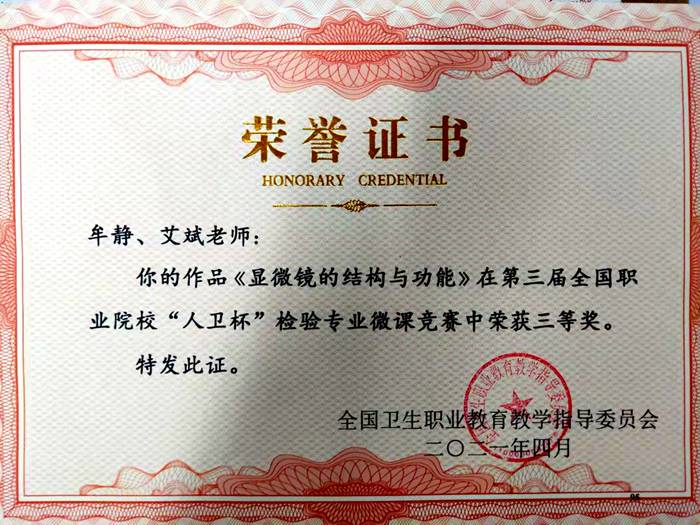 荣誉证书
HONORARY CREDENTIAL
牟静、艾斌老师：
你的作品《显微镜的结构与功能》在第三届全国职
业院校“人卫杯”检验专业微课竞赛中荣获三等奖。
特发此证。
全国卫生职业教育教学指导委员会
二〇二一年四月